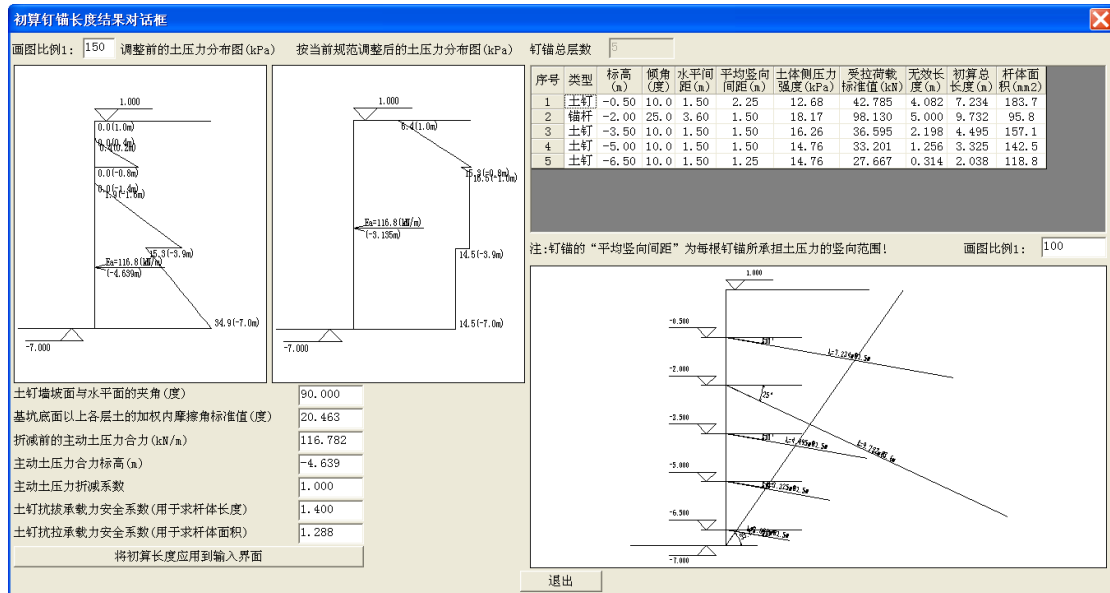 初算钉锚长度结果对话框
画图比例1: 150 调整前的土压力分布图(kPa) 按当前规范调整后的土压力分布图(kPa) 钉锚总层数 5
序号 类型 标高(m) 倾角(度) 水平间距(m) 平均竖向间距(m) 土体侧压力强度(kPa) 受拉荷载标准值(kN) 无效长度(m) 初算总长度(m) 杆体面积(mm2)
1 土钉 -0.50 10.0 1.50 2.25 12.68 42.785 4.082 7.234 183.7
2 锚杆 -2.00 25.0 3.60 1.50 18.17 98.130 5.000 9.732 95.8
3 土钉 -3.50 10.0 1.50 1.50 16.26 36.595 2.198 4.495 157.1
4 土钉 -5.00 10.0 1.50 1.50 14.76 33.201 1.256 3.325 142.5
5 土钉 -6.50 10.0 1.50 1.25 14.76 27.667 0.314 2.038 118.8
注:钉锚的“平均竖向间距”为每根钉锚所承担土压力的竖向范围! 画图比例1: 100
1.000
0.0(1.0m)
0.0(-0.8m)
15.3(-3.9m)
Ea=116.8(kN/m)
(-4.639m)
34.9(-7.0m)
-7.000
1.000
6.4(1.0m)
Ea=116.8(kN/m)
(-3.135m)
14.5(-3.9m)
14.5(-7.0m)
-7.000
1.000
-0.500
-2.000
25°
-3.500
-5.000
-6.500
-7.000
土钉墙坡面与水平面的夹角(度) 90.000
基坑底面以上各层土的加权内摩擦角标准值(度) 20.463
折减前的主动土压力合力(kN/m) 116.782
主动土压力合力标高(m) -4.639
主动土压力折减系数 1.000
土钉抗拔承载力安全系数(用于求杆体长度) 1.400
土钉抗拉承载力安全系数(用于求杆体面积) 1.288
将初算长度应用到输入界面
退出